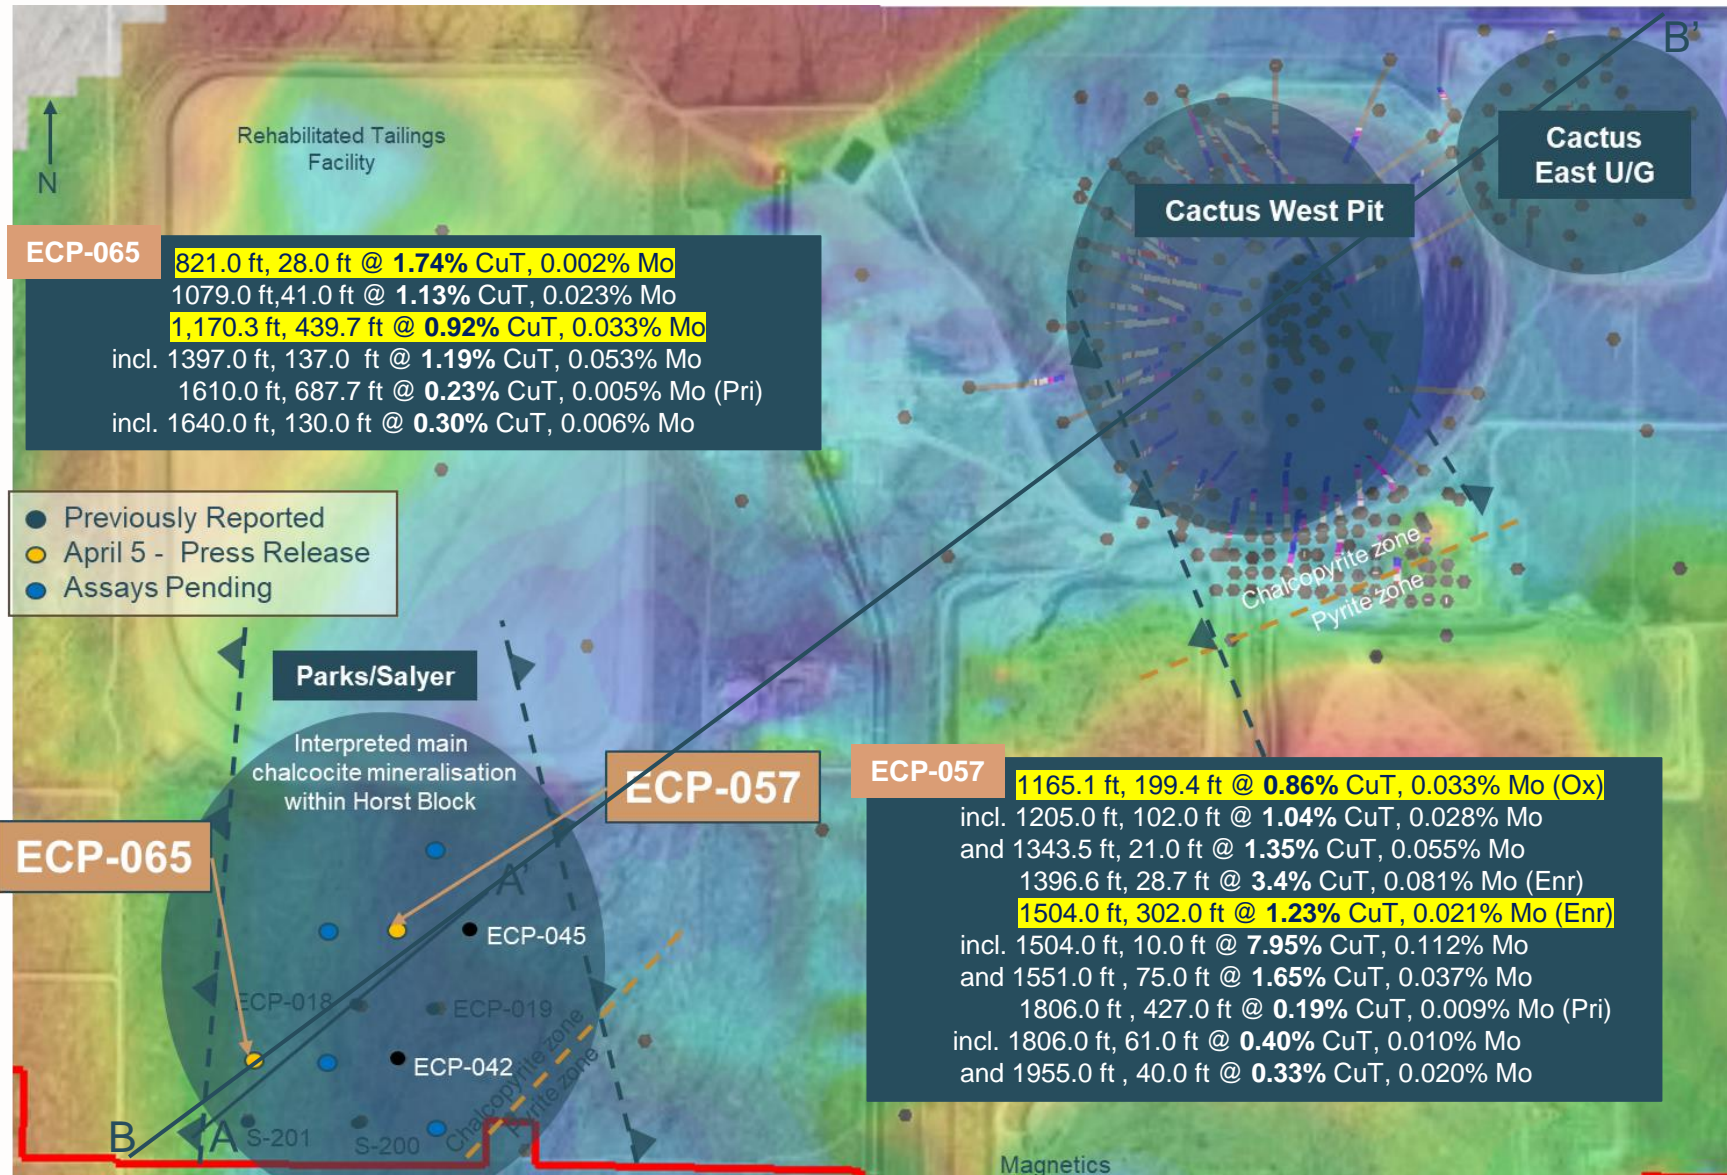 B'
N
Rehabilitated Tailings
Facility
Cactus
East U/G
Cactus West Pit
ECP-065
821.0 ft, 28.0 ft @ 1.74% CuT, 0.002% Mo
1079.0 ft,41.0 ft @ 1.13% CuT, 0.023% Mo
1,170.3 ft, 439.7 ft @ 0.92% CuT, 0.033% Mo
incl. 1397.0 ft, 137.0 ft @ 1.19% CuT, 0.053% Mo
1610.0 ft, 687.7 ft @ 0.23% CuT, 0.005% Mo (Pri)
incl. 1640.0 ft, 130.0 ft @ 0.30% CuT, 0.006% Mo
Previously Reported
April 5 - Press Release
Assays Pending
Chalcopyrite zone
Pyrite zone
Parks/Salyer
Interpreted main
chalcocite mineralisation
within Horst Block
ECP-057
ECP-065
A'
ECP-045
ECP-018
ECP-019
ECP-042
Chalcopyrite zone
Pyrite zone
B
A
S-201
S-200
ECP-057
1165.1 ft, 199.4 ft @ 0.86% CuT, 0.033% Mo (Ox)
incl. 1205.0 ft, 102.0 ft @ 1.04% CuT, 0.028% Mo
and 1343.5 ft, 21.0 ft @ 1.35% CuT, 0.055% Mo
1396.6 ft, 28.7 ft @ 3.4% CuT, 0.081% Mo (Enr)
1504.0 ft, 302.0 ft @ 1.23% CuT, 0.021% Mo (Enr)
incl. 1504.0 ft, 10.0 ft @ 7.95% CuT, 0.112% Mo
and 1551.0 ft , 75.0 ft @ 1.65% CuT, 0.037% Mo
1806.0 ft , 427.0 ft @ 0.19% CuT, 0.009% Mo (Pri)
incl. 1806.0 ft, 61.0 ft @ 0.40% CuT, 0.010% Mo
and 1955.0 ft , 40.0 ft @ 0.33% CuT, 0.020% Mo
Magnetics